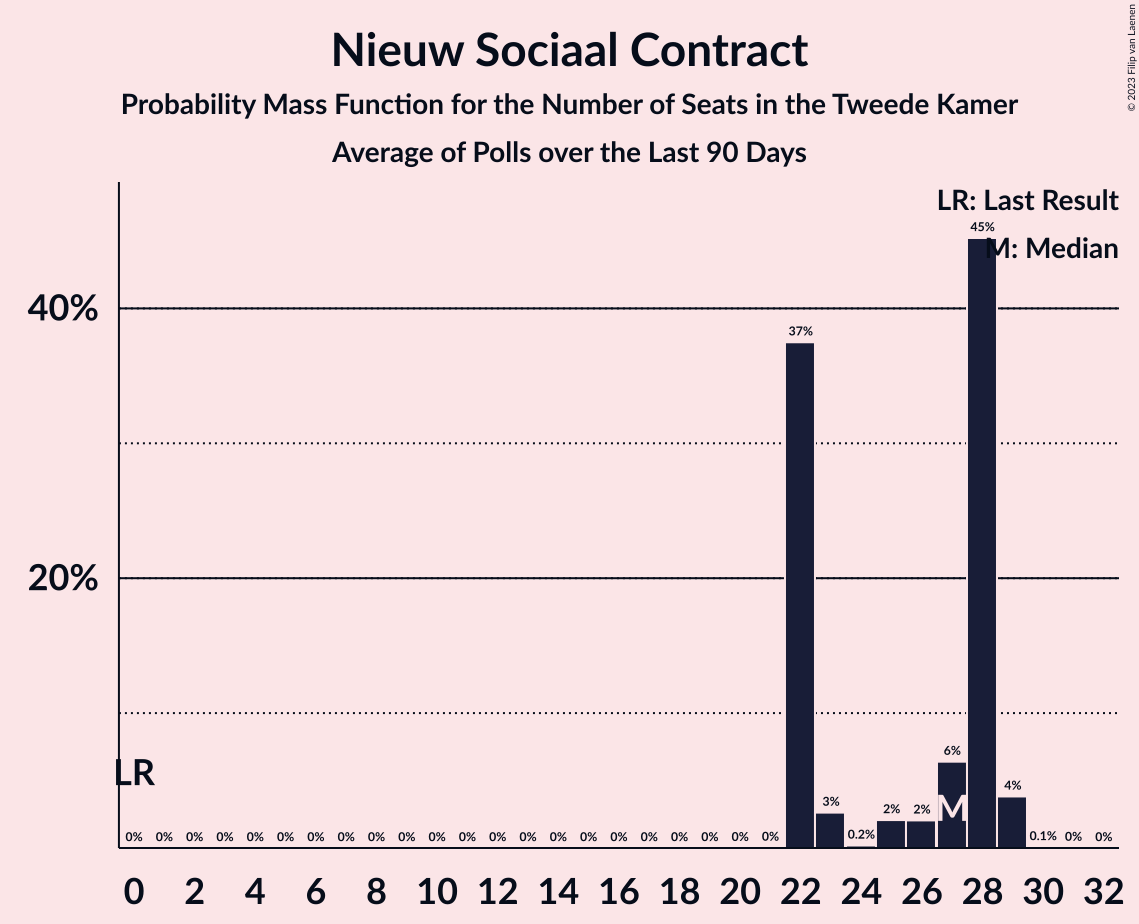 Nieuw Sociaal Contract
Probability Mass Function for the Number of Seats in the Tweede Kamer
Average of Polls over the Last 90 Days
© 2023 Filip van Laenen
LR: Last Result
M: Median
45%
40%
37%
20%
6%
LR
4%
3%
M
2% 2%
0% 0% 0% 0% 0% 0% 0% 0% 0% 0% 0% 0% 0% 0% 0% 0% 0% 0% 0% 0% 0% 0% 0.2% 0.1% 0% 0%
0 2 4 6 8 10 12 14 16 18 20 22 24 26 28 30 32